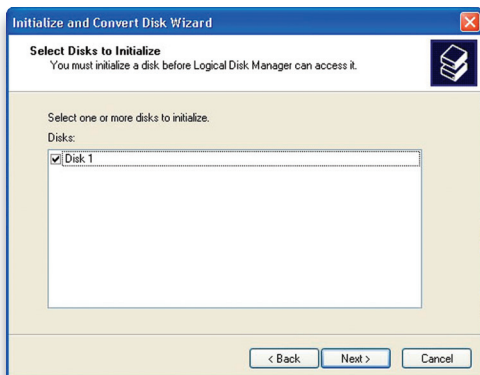 Initialize and Convert Disk Wizard
Select Disks to Initialize
You must initialize a disk before Logical Disk Manager can access it.
Select one or more disks to initialize.
Disks:
Disk 1
< Back Next > Cancel